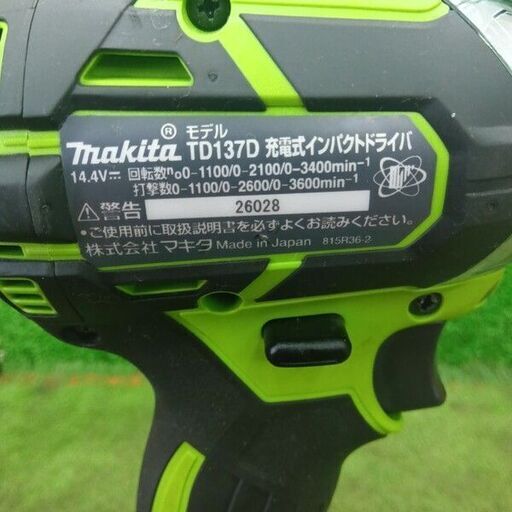 makita® モデル TD137D 充電式インパクトドライバ
14.4V⎓ 回転数n0 0-1100/0-2100/0-3400min-1
打撃数0-1100/0-2600/0-3600min-1
⚠警告 26028
•ご使用前に取扱説明書を必ずよくお読みください。
株式会社マキタ Made in Japan 815R36-2